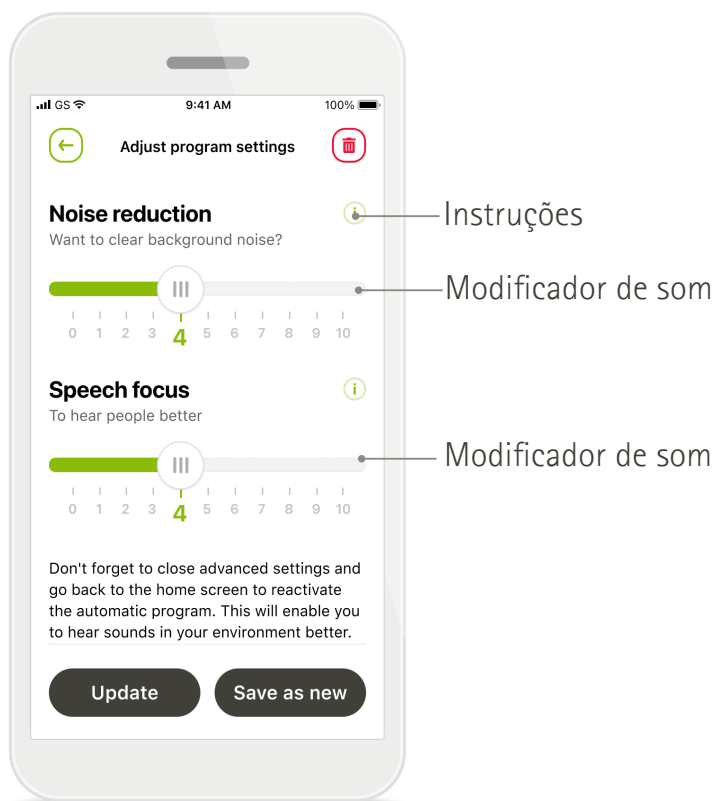 GS 9:41 AM 100%
Adjust program settings
Noise reduction
Instruções
Want to clear background noise?
Modificador de som
0 1 2 3 4 5 6 7 8 9 10
Speech focus
To hear people better
Modificador de som
0 1 2 3 4 5 6 7 8 9 10
Don't forget to close advanced settings and
go back to the home screen to reactivate
the automatic program. This will enable you
to hear sounds in your environment better.
Update Save as new